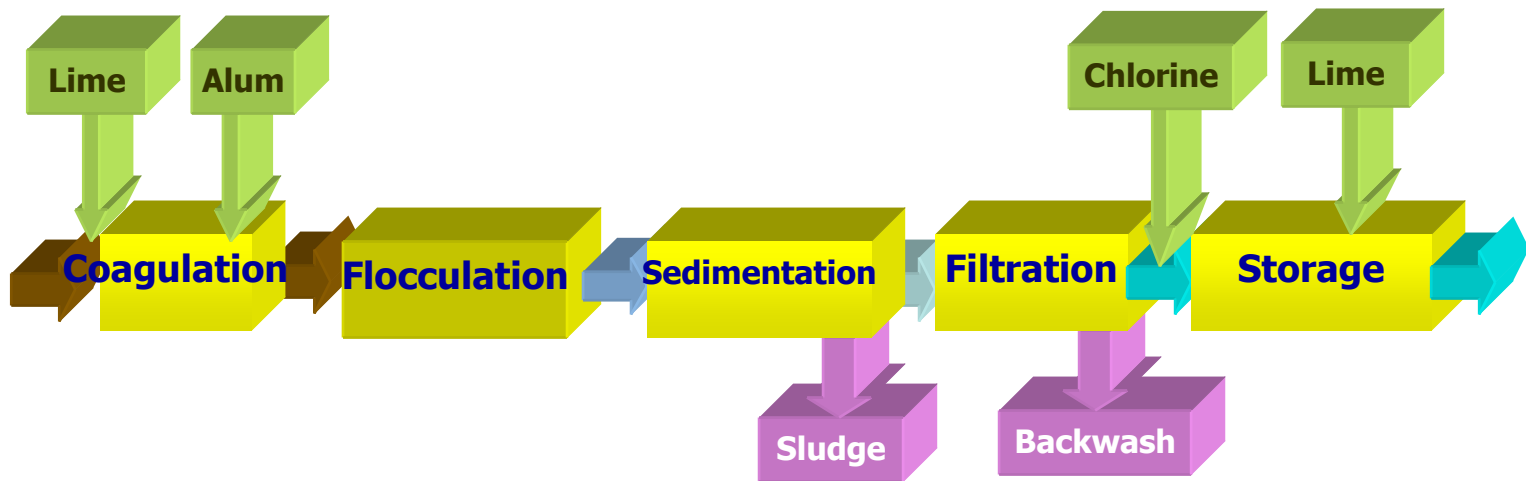 Lime
Alum
Chlorine
Lime
Coagulation
Flocculation
Sedimentation
Filtration
Storage
Sludge
Backwash